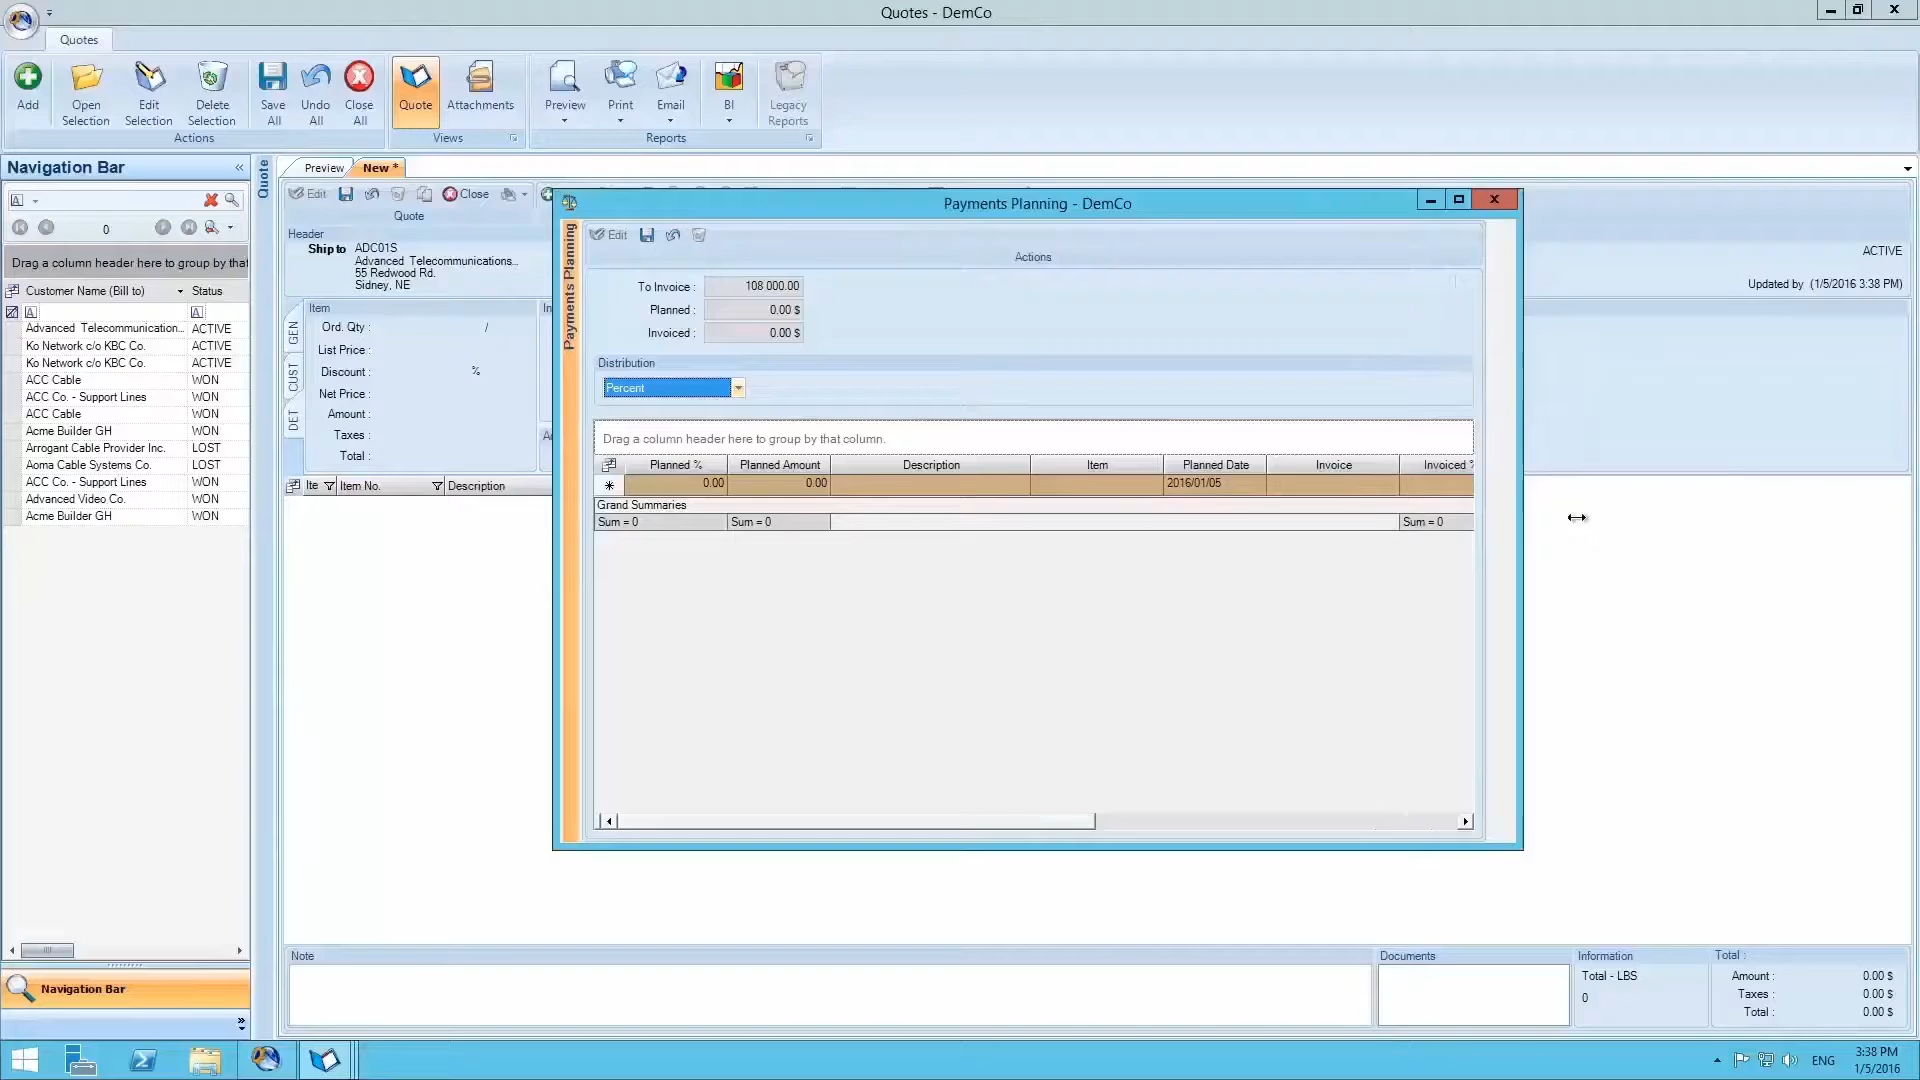 Quotes - DemCo
Quotes
Add
Open Selection
Edit Selection
Delete Selection
Save All
Undo All
Close All
Quote
Attachments
Preview
Print
Email
BI
Legacy Reports
Actions
Views
Reports
Navigation Bar
«
Quote
Preview
New *
Edit
Close
Quote
A
0
Drag a column header here to group by that
Customer Name (Bill to) Status
A A
Advanced Telecommunication... ACTIVE
Ko Network c/o KBC Co. ACTIVE
Ko Network c/o KBC Co. ACTIVE
ACC Cable WON
ACC Co. - Support Lines WON
ACC Cable WON
Acme Builder GH WON
Arrogant Cable Provider Inc. LOST
Aoma Cable Systems Co. LOST
ACC Co. - Support Lines WON
Advanced Video Co. WON
Acme Builder GH WON
Navigation Bar
»
Header
Ship to ADC01S
Advanced Telecommunications...
55 Redwood Rd.
Sidney, NE
GEN
CUST
DET
Item
In
Ord. Qty : /
List Price :
Discount : %
Net Price :
Amount :
Taxes :
Total :
Ite Item No. Description
ACTIVE
Updated by (1/5/2016 3:38 PM)
Payments Planning - DemCo
Payments Planning
Edit
Actions
To Invoice : 108 000.00
Planned : 0.00 $
Invoiced : 0.00 $
Distribution
Percent
Drag a column header here to group by that column.
Planned % Planned Amount Description Item Planned Date Invoice Invoiced %
0.00 0.00 2016/01/05
Grand Summaries
Sum = 0 Sum = 0 Sum = 0
Note
Documents
Information
Total - LBS
0
Total :
Amount : 0.00 $
Taxes : 0.00 $
Total : 0.00 $
ENG
3:38 PM
1/5/2016